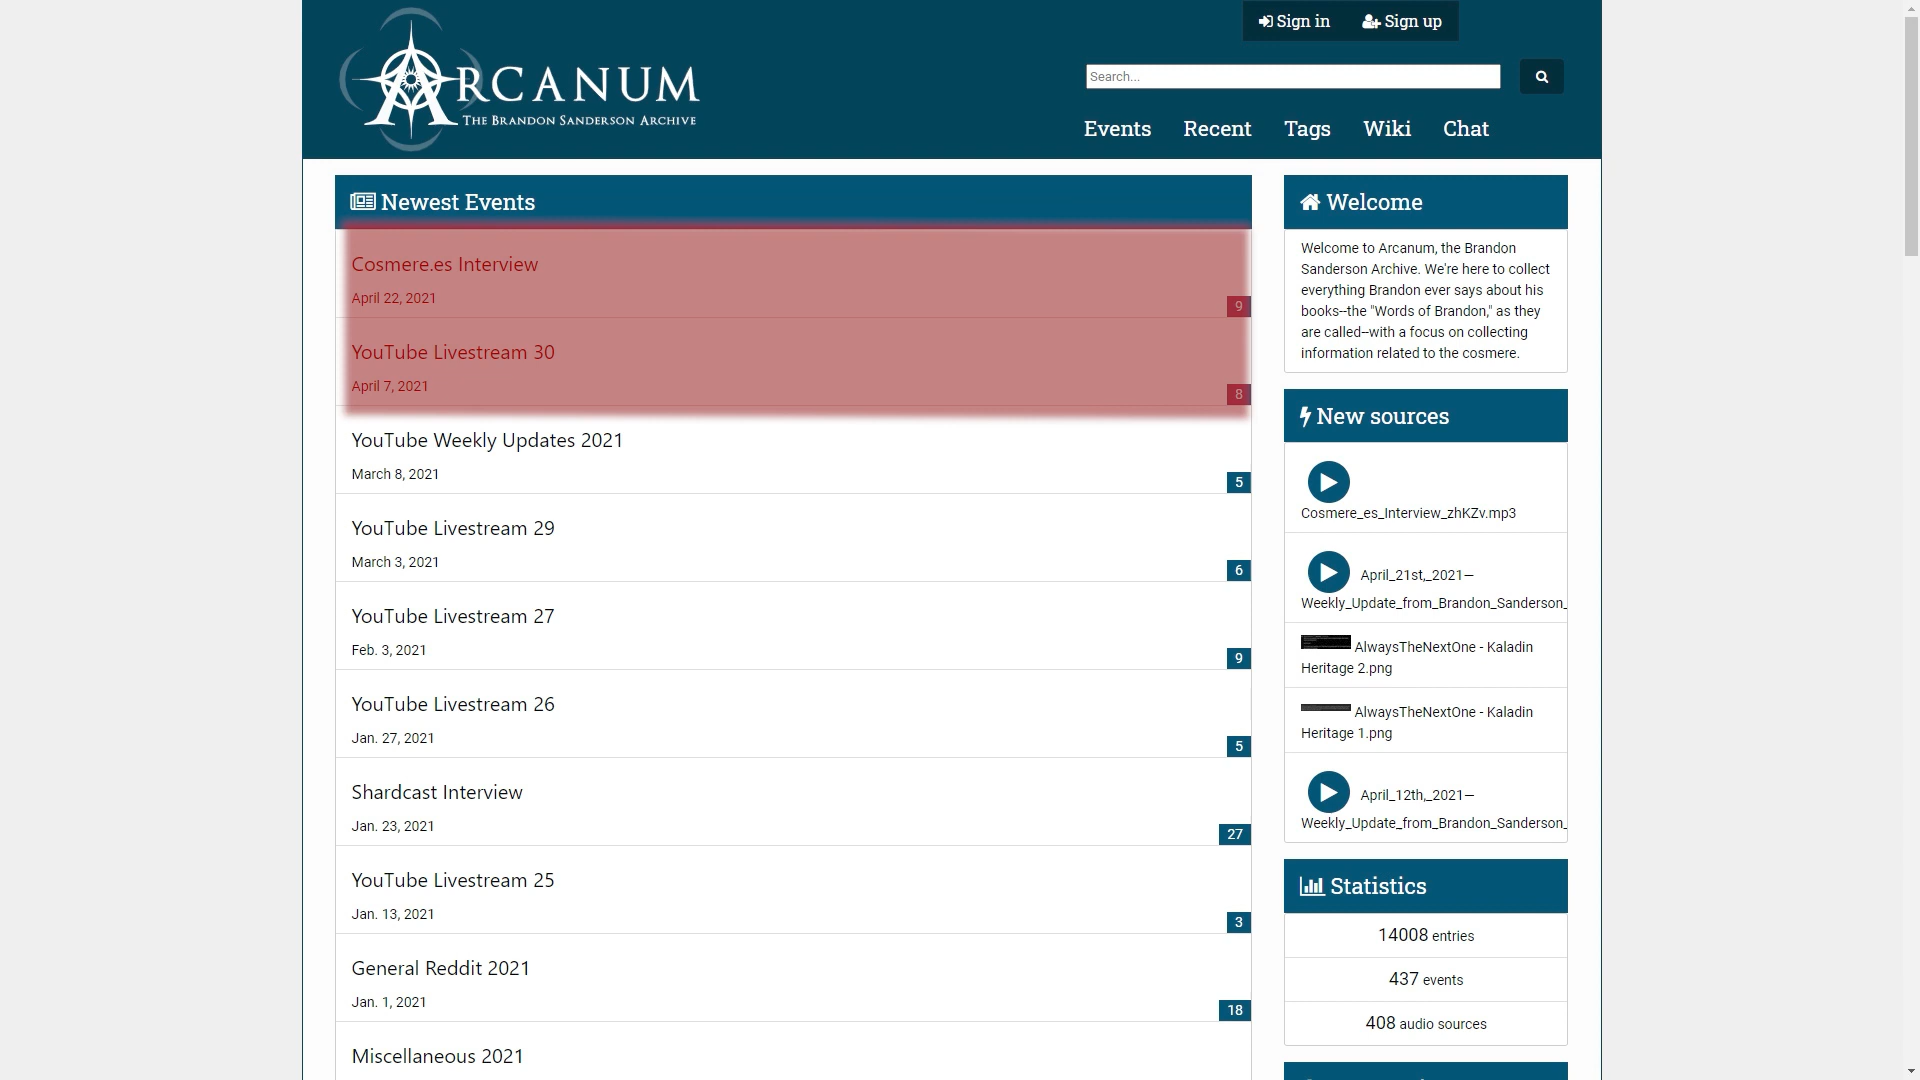 Sign in
Sign up
ARCANUM
THE BRANDON SANDERSON ARCHIVE
Search...
Events
Recent
Tags
Wiki
Chat
Newest Events
Cosmere.es Interview
April 22, 2021
9
YouTube Livestream 30
April 7, 2021
8
YouTube Weekly Updates 2021
March 8, 2021
5
YouTube Livestream 29
March 3, 2021
6
YouTube Livestream 27
Feb. 3, 2021
9
YouTube Livestream 26
Jan. 27, 2021
5
Shardcast Interview
Jan. 23, 2021
27
YouTube Livestream 25
Jan. 13, 2021
3
General Reddit 2021
Jan. 1, 2021
18
Miscellaneous 2021
Welcome
Welcome to Arcanum, the Brandon
Sanderson Archive. We're here to collect
everything Brandon ever says about his
books--the "Words of Brandon," as they
are called--with a focus on collecting
information related to the cosmere.
New sources
Cosmere_es_Interview_zhKZv.mp3
April_21st,_2021—
Weekly_Update_from_Brandon_Sanderson_
AlwaysTheNextOne - Kaladin
Heritage 2.png
AlwaysTheNextOne - Kaladin
Heritage 1.png
April_12th,_2021—
Weekly_Update_from_Brandon_Sanderson_
Statistics
14008 entries
437 events
408 audio sources